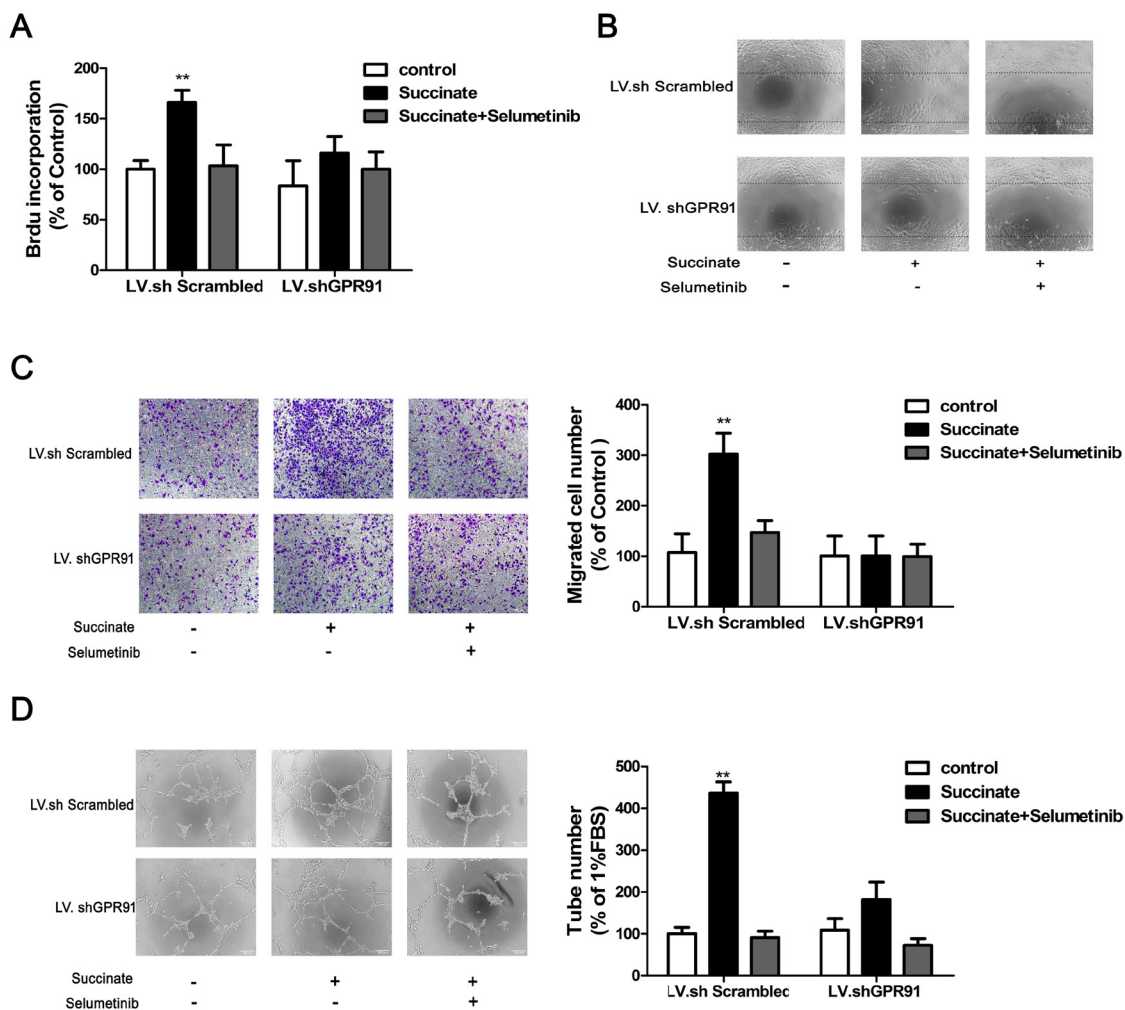 A
Brdu incorporation
(% of Control)
200
150
100
50
0
**
control
Succinate
Succinate+Selumetinib
LV.sh Scrambled
LV.shGPR91
B
LV.sh Scrambled
LV. shGPR91
Succinate - + +
Selumetinib - - +
C
LV.sh Scrambled
LV. shGPR91
Succinate - + +
Selumetinib - - +
Migrated cell number
(% of Control )
400
300
200
100
0
**
control
Succinate
Succinate+Selumetinib
LV.sh Scrambled
LV.shGPR91
D
LV.sh Scrambled
LV. shGPR91
Succinate - + +
Selumetinib - - +
Tube number
(% of 1%FBS)
500
400
300
200
100
0
**
control
Succinate
Succinate+Selumetinib
LV.sh Scrambled
LV.shGPR91